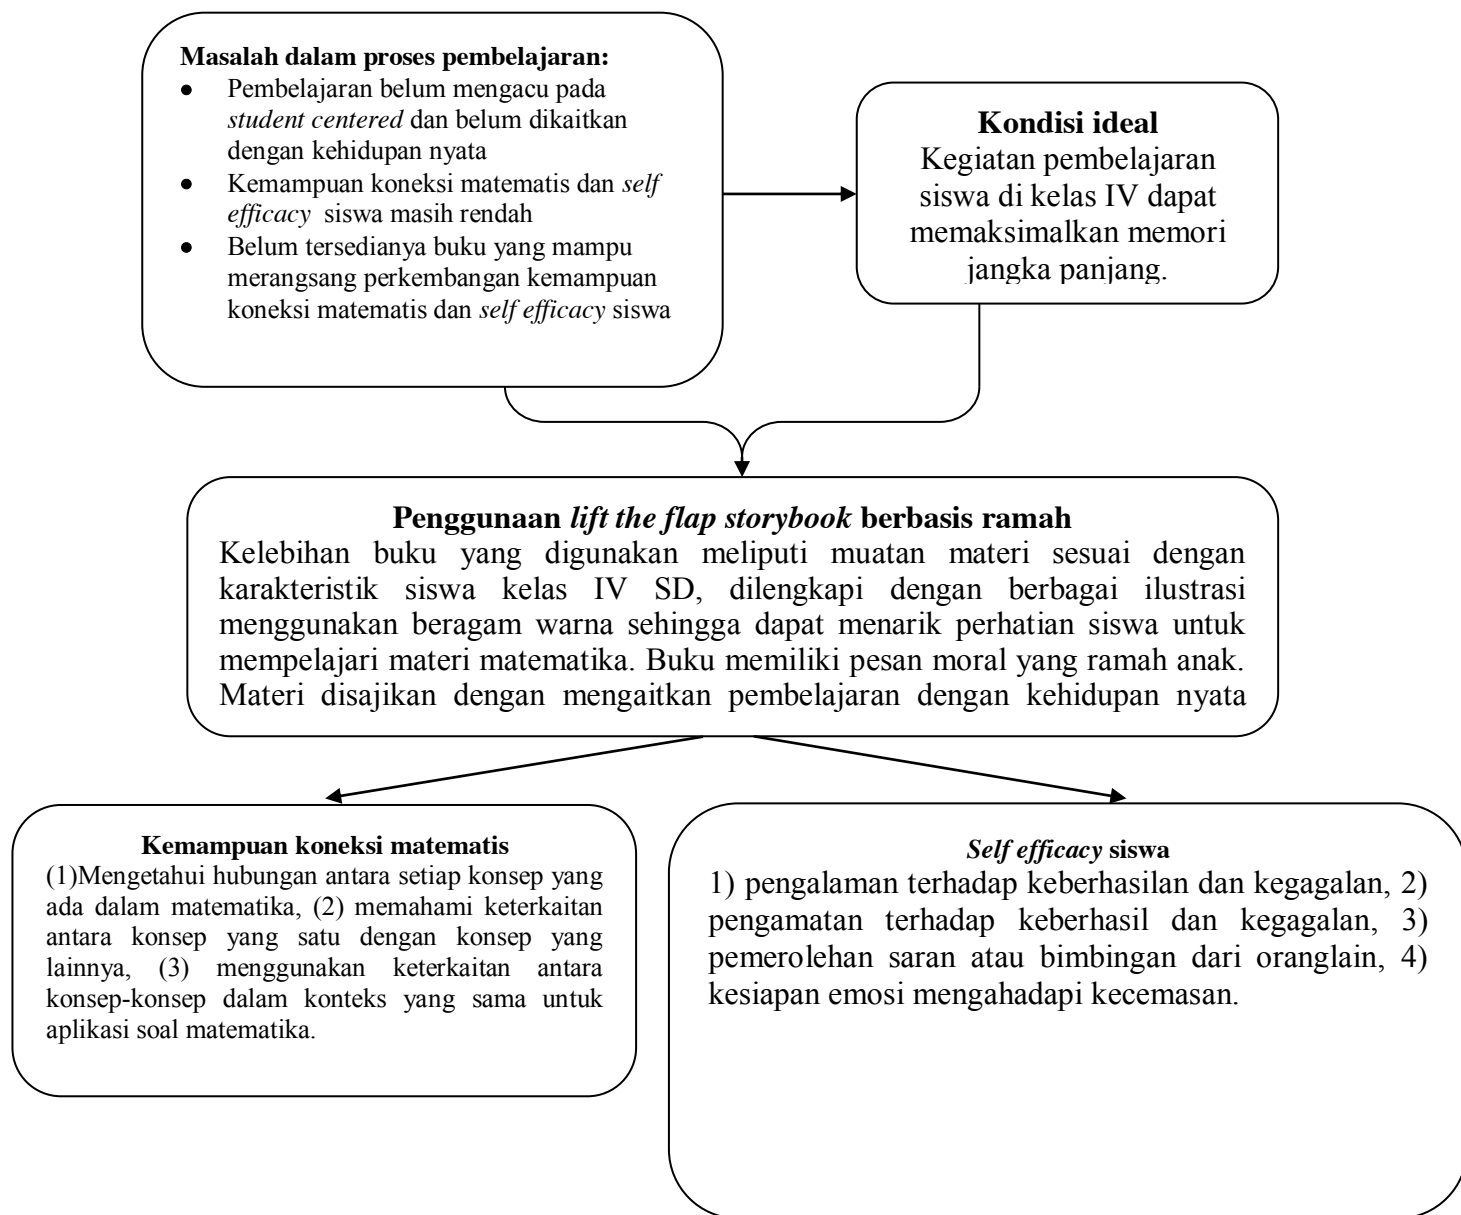 Masalah dalam proses pembelajaran:
● Pembelajaran belum mengacu pada
student centered dan belum dikaitkan
dengan kehidupan nyata
● Kemampuan koneksi matematis dan self
efficacy siswa masih rendah
● Belum tersedianya buku yang mampu
merangsang perkembangan kemampuan
koneksi matematis dan self efficacy siswa
Kondisi ideal
Kegiatan pembelajaran
siswa di kelas IV dapat
memaksimalkan memori
jangka panjang.
Penggunaan lift the flap storybook berbasis ramah
Kelebihan buku yang digunakan meliputi muatan materi sesuai dengan
karakteristik siswa kelas IV SD, dilengkapi dengan berbagai ilustrasi
menggunakan beragam warna sehingga dapat menarik perhatian siswa untuk
mempelajari materi matematika. Buku memiliki pesan moral yang ramah anak.
Materi disajikan dengan mengaitkan pembelajaran dengan kehidupan nyata
Kemampuan koneksi matematis
(1)Mengetahui hubungan antara setiap konsep yang
ada dalam matematika, (2) memahami keterkaitan
antara konsep yang satu dengan konsep yang
lainnya, (3) menggunakan keterkaitan antara
konsep-konsep dalam konteks yang sama untuk
aplikasi soal matematika.
Self efficacy siswa
1) pengalaman terhadap keberhasilan dan kegagalan, 2)
pengamatan terhadap keberhasil dan kegagalan, 3)
pemerolehan saran atau bimbingan dari oranglain, 4)
kesiapan emosi mengahadapi kecemasan.